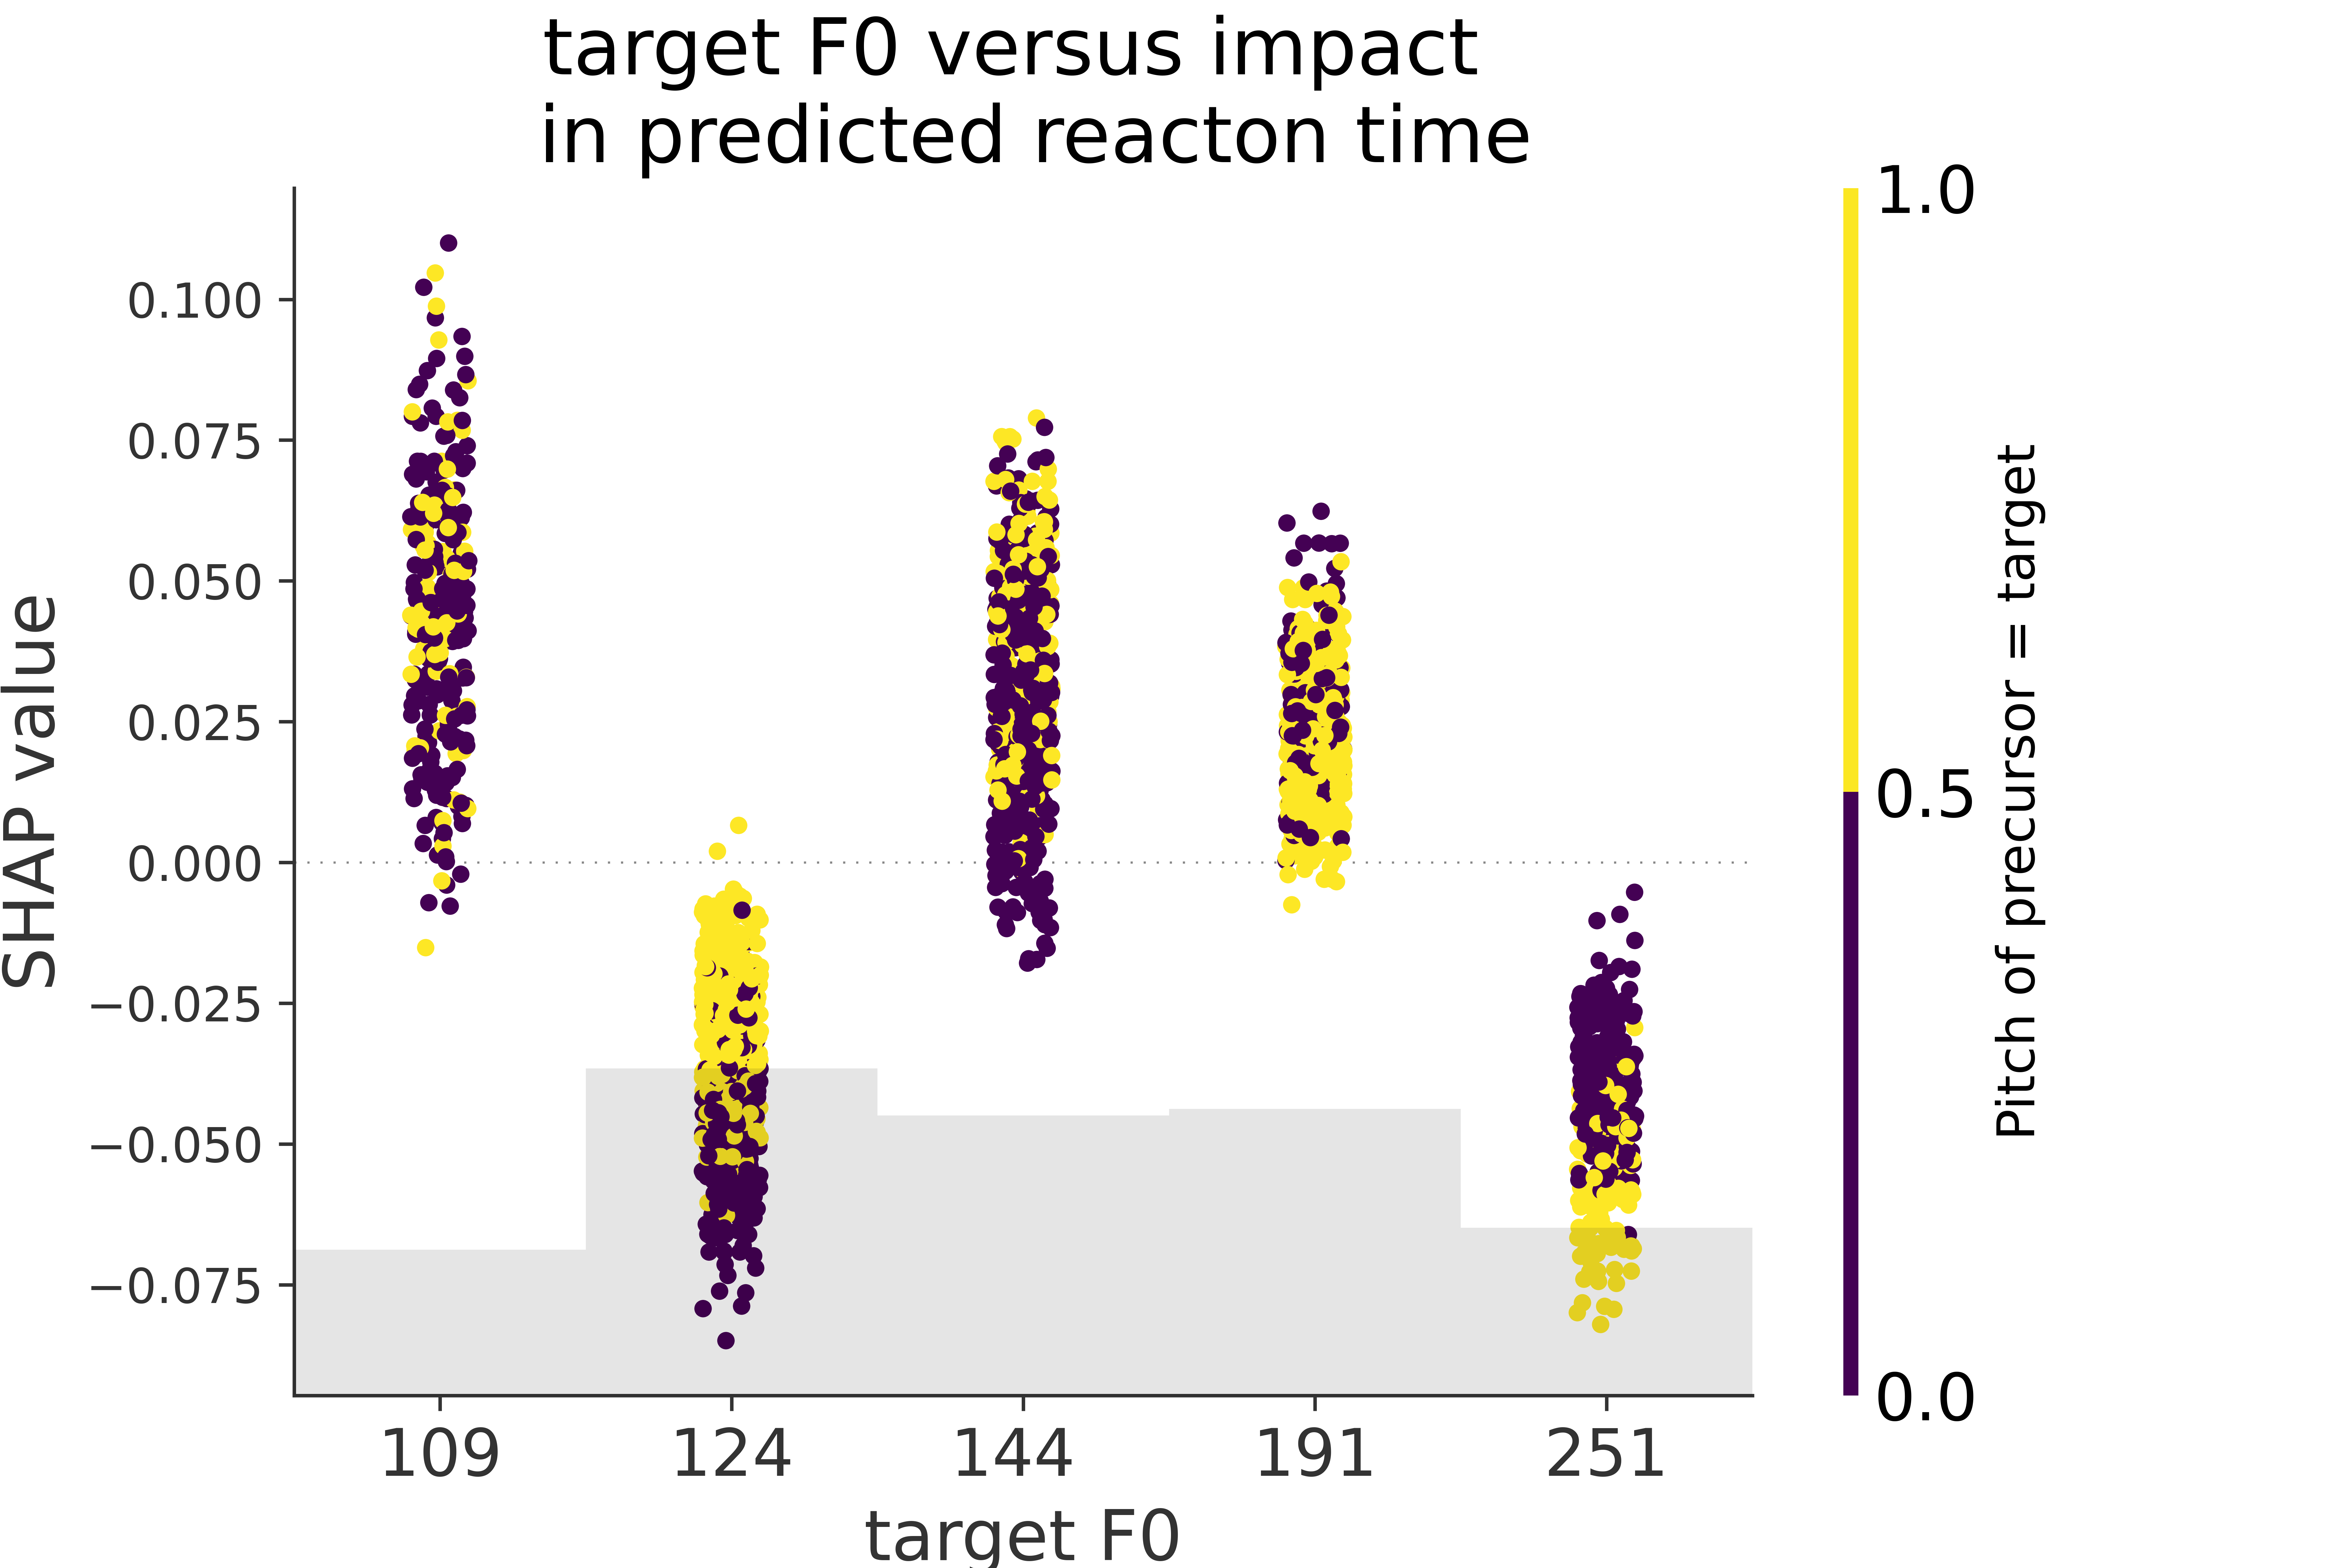 target F0 versus impact
in predicted reacton time
SHAP value
0.100
0.075
0.050
0.025
0.000
−0.025
−0.050
−0.075
109 124 144 191 251
target F0
1.0
0.5
0.0
Pitch of precursor = target